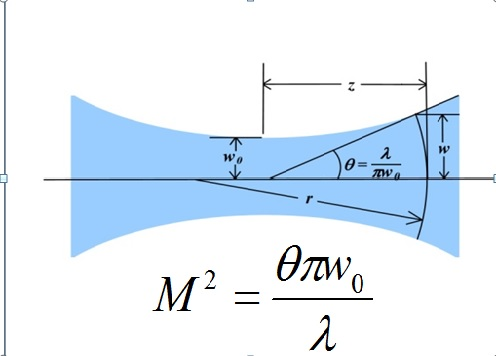 z
w₀
θ = λ/πw₀
w
r
M² = θπw₀/λ